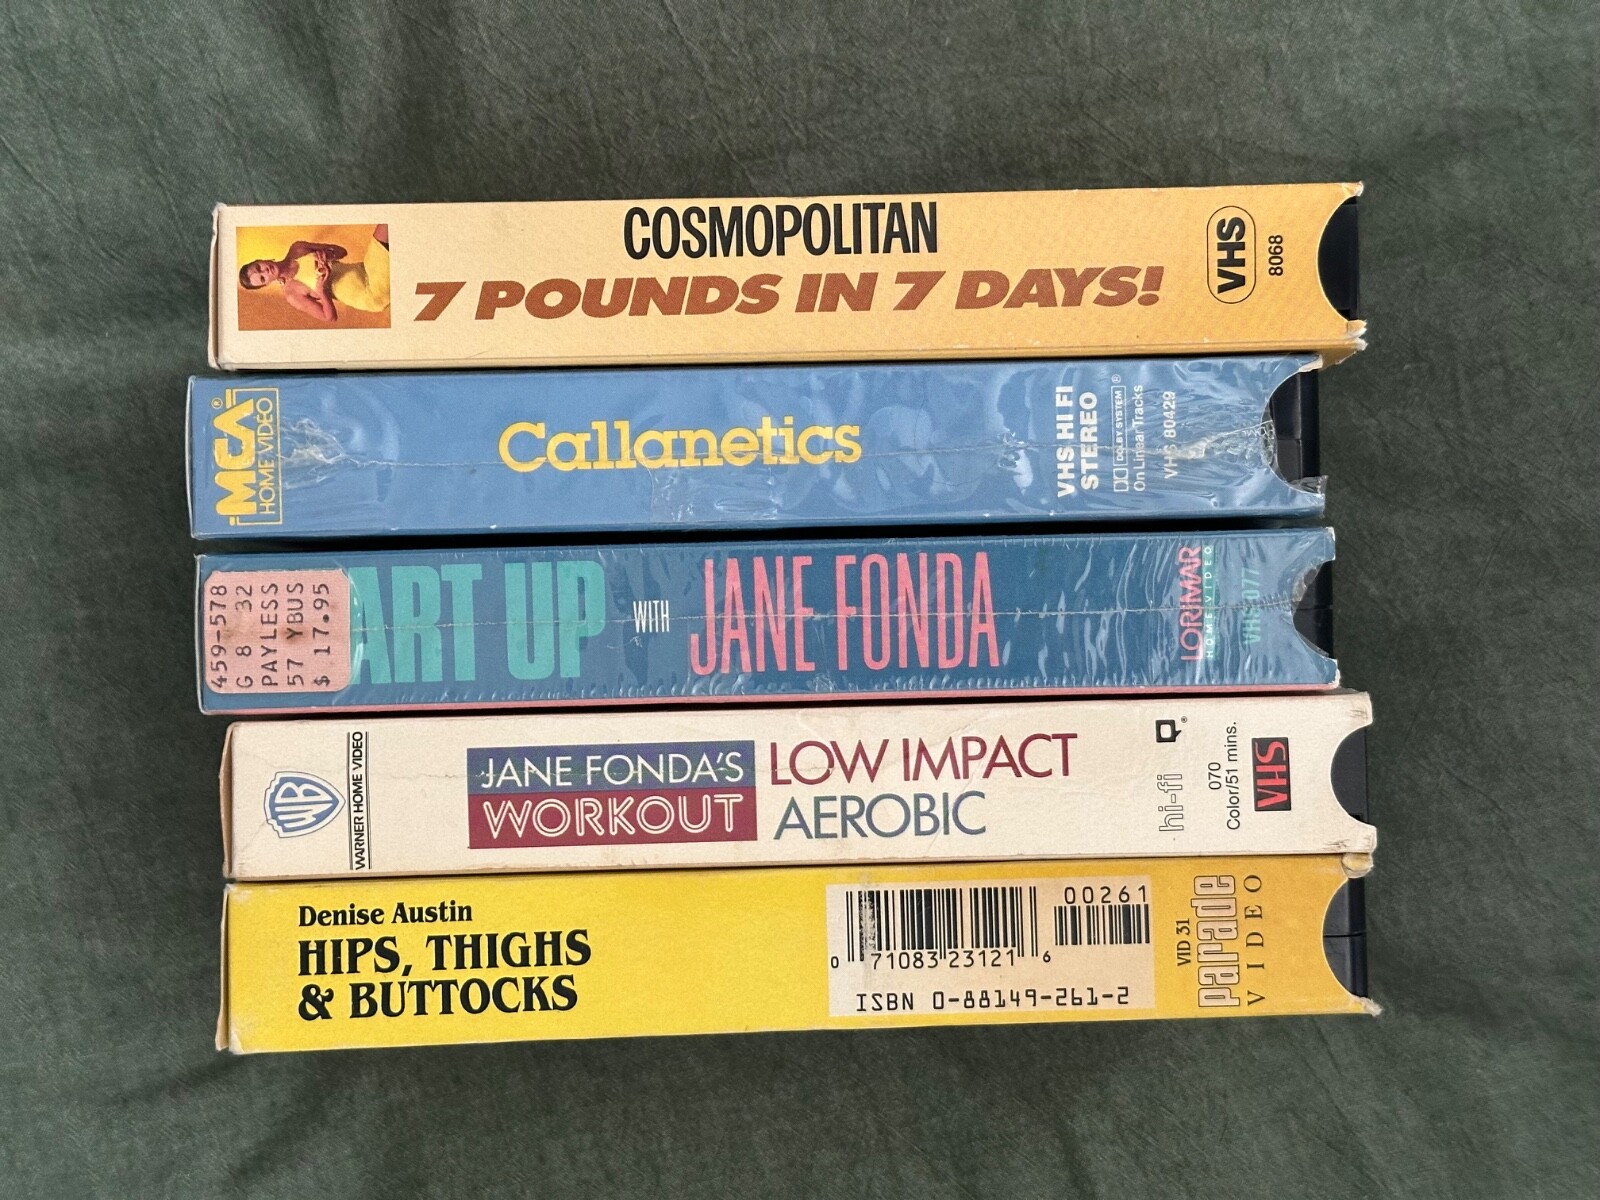 COSMOPOLITAN
7 POUNDS IN 7 DAYS!
VHS
8068
MCA®
HOME VIDEO
Callanetics
VHS HI FI
STEREO
DOLBY SYSTEM®
On Linear Tracks
VHS 80429
459-578
G 8 32
PAYLESS
57 YBUS
$ 17.95
ART UP WITH JANE FONDA
LORIMAR
HOME VIDEO
VHS 077
WB
WARNER HOME VIDEO
JANE FONDA'S
WORKOUT
LOW IMPACT
AEROBIC
®
hi-fi
070
Color/51 mins.
VHS
Denise Austin
HIPS, THIGHS
& BUTTOCKS
00261
0 71083 23121 6
ISBN 0-88149-261-2
VID 31
parade
VIDEO